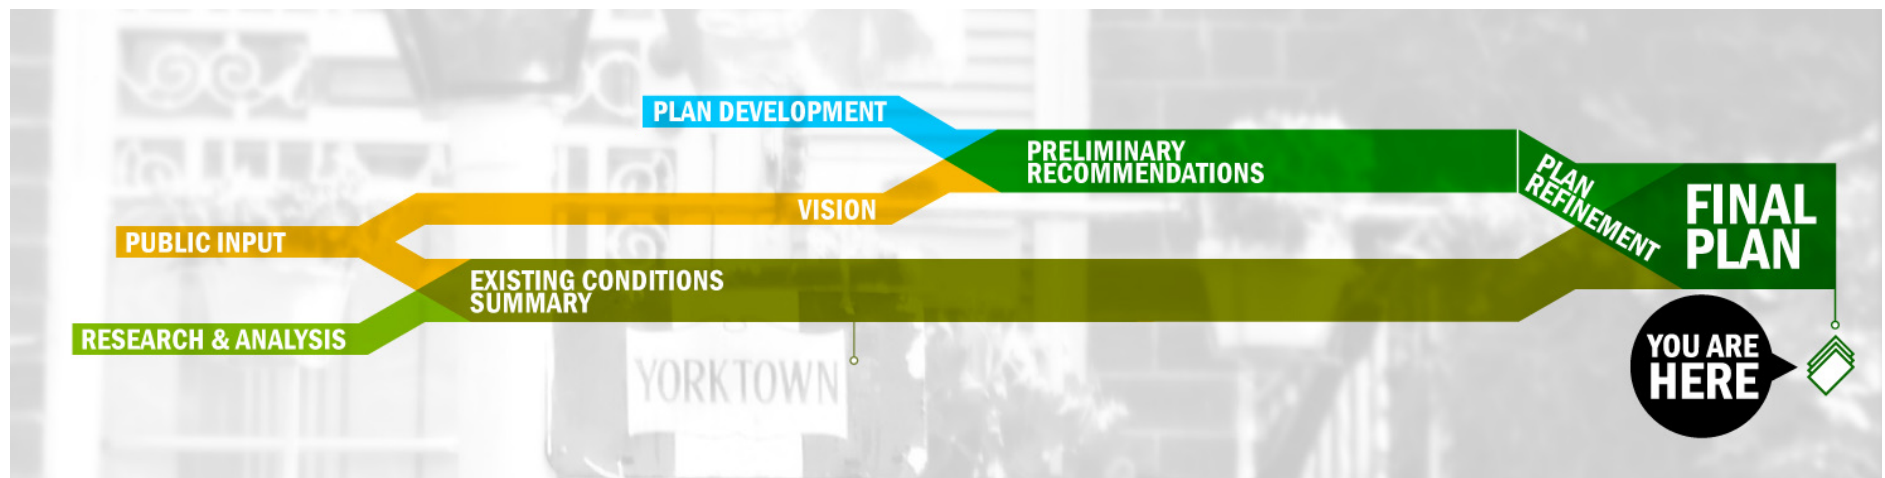 PLAN DEVELOPMENT
PRELIMINARY
RECOMMENDATIONS
PLAN
REFINEMENT
FINAL
PLAN
VISION
PUBLIC INPUT
EXISTING CONDITIONS
SUMMARY
RESEARCH & ANALYSIS
YORKTOWN
YOU ARE
HERE